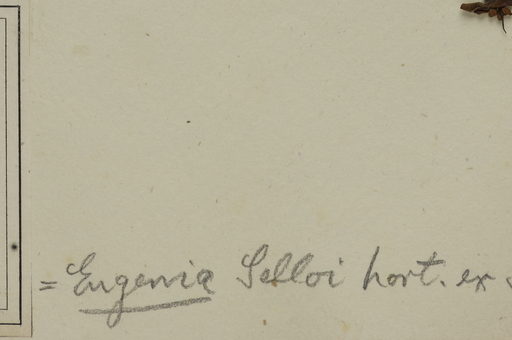 = Eugenia Selloi hort. ex